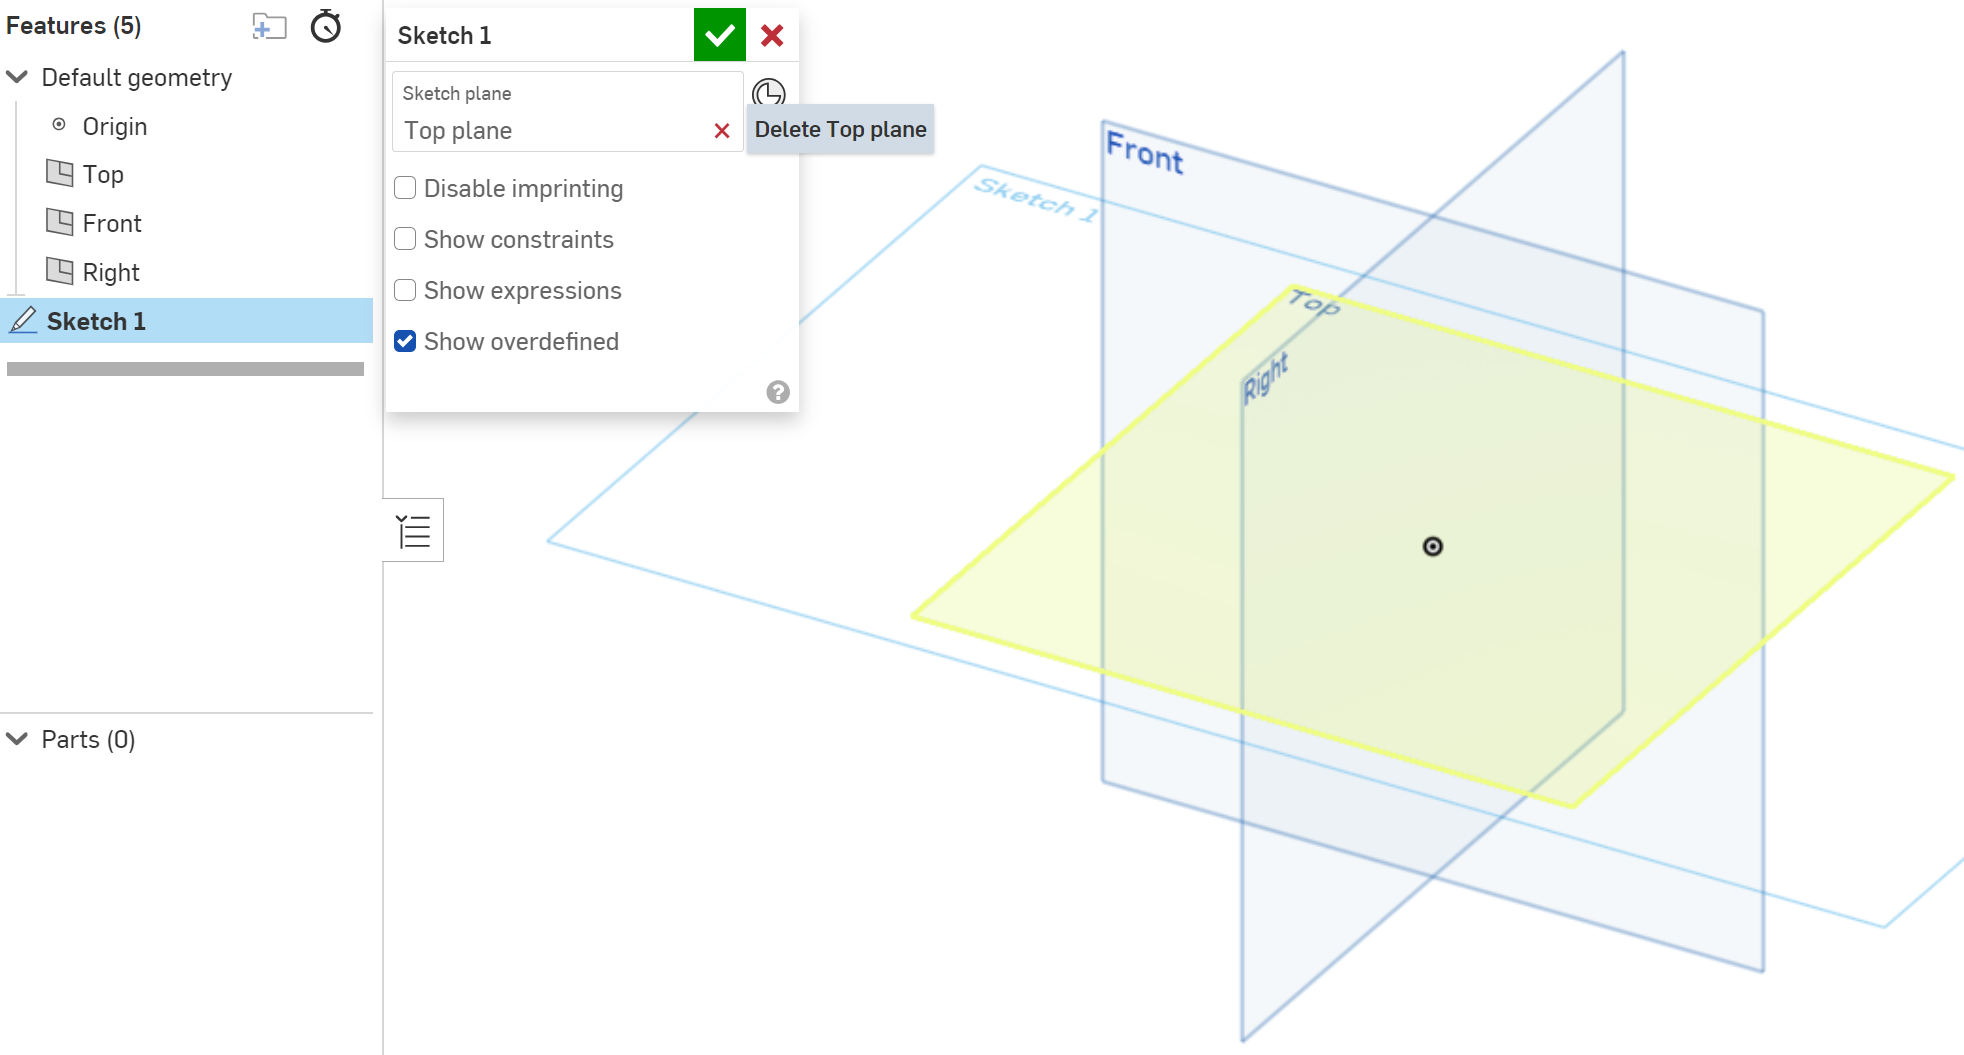 Features (5)
Default geometry
Origin
Top
Front
Right
Sketch 1
Parts (0)
Sketch 1
Sketch plane
Top plane
Delete Top plane
Disable imprinting
Show constraints
Show expressions
Show overdefined
?
Front
Sketch 1
Top
Right